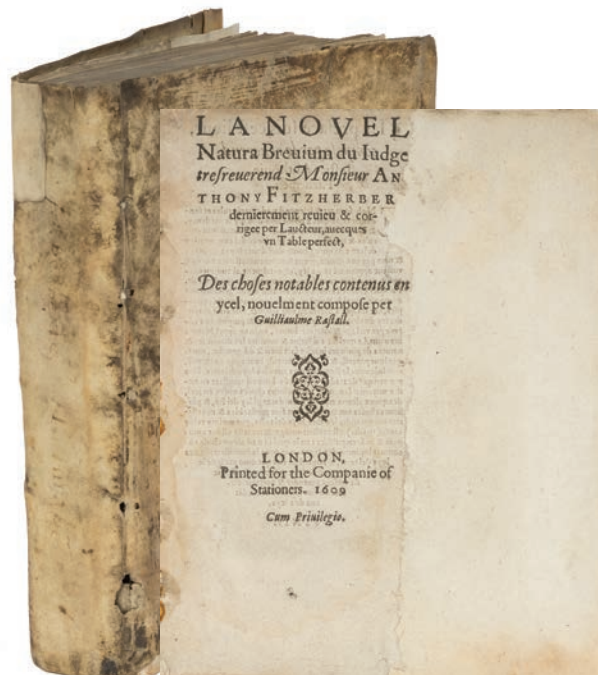 LA NOVEL
Natura Breuium du Iudge
treſreuerend Monſieur AN
THONY FITZHERBER
dernierement reuieu & cor-
rigee per Laucteur, auecques
vn Table perfect,
Des choſes notables contenus en
ycel, nouelment compoſe per
Guilliaulme Raſtall.
LONDON,
Printed for the Companie of
Stationers. 1609
Cum Priuilegio.